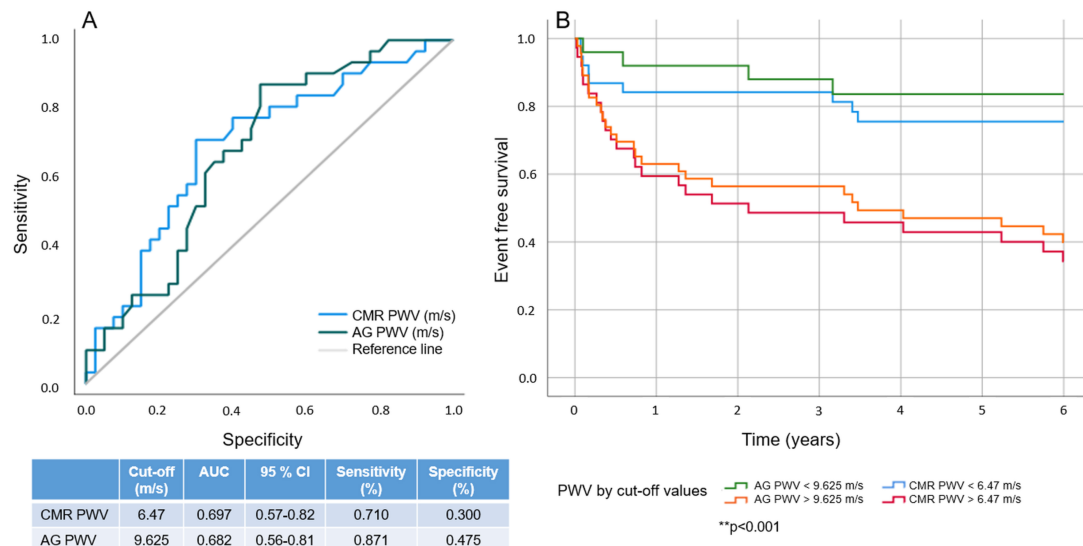 A
1.0
0.8
0.6
0.4
0.2
0.0
Sensitivity
CMR PWV (m/s)
AG PWV (m/s)
Reference line
0.0 0.2 0.4 0.6 0.8 1.0
Specificity
Cut-off (m/s) AUC 95 % CI Sensitivity (%) Specificity (%)
CMR PWV 6.47 0.697 0.57-0.82 0.710 0.300
AG PWV 9.625 0.682 0.56-0.81 0.871 0.475
B
1.0
0.8
0.6
0.4
0.2
0.0
Event free survival
0 1 2 3 4 5 6
Time (years)
PWV by cut-off values
AG PWV < 9.625 m/s CMR PWV < 6.47 m/s
AG PWV > 9.625 m/s CMR PWV > 6.47 m/s
**p<0.001